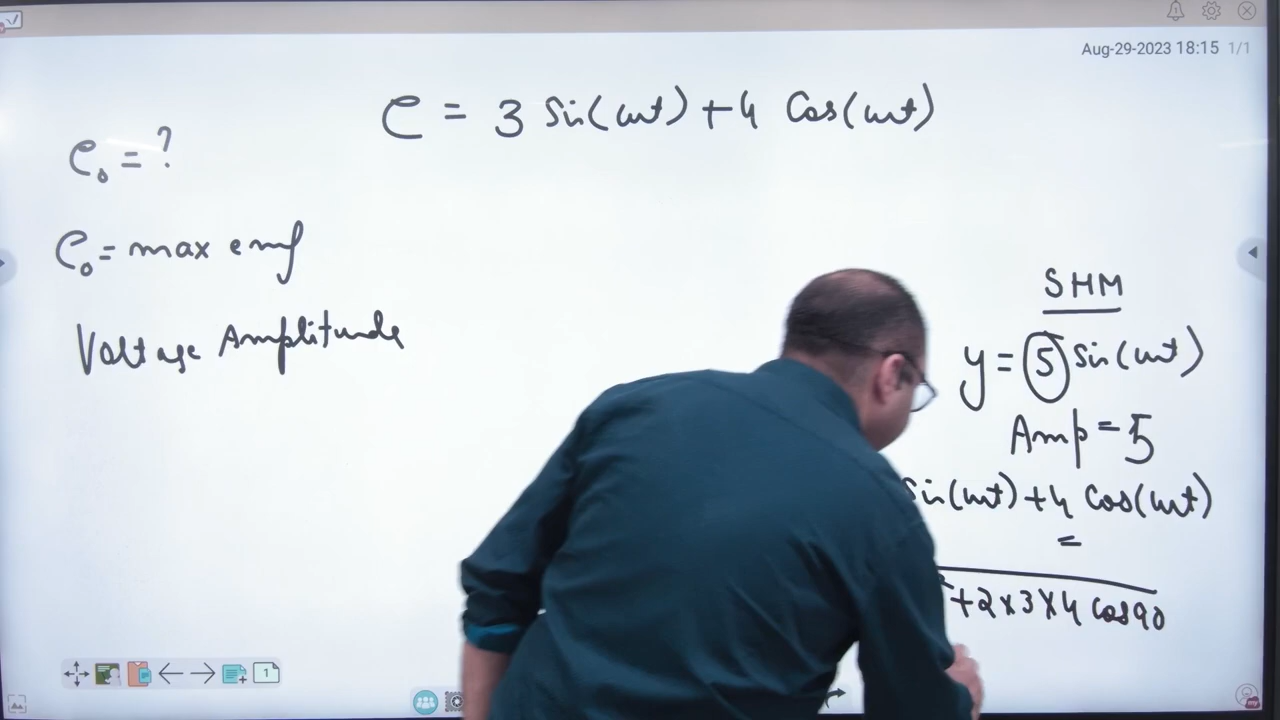 Aug-29-2023 18:15 1/1
e = 3 Sin(ωt) + 4 Cos(ωt)
e₀ = ?
e₀ = max emf
Voltage Amplitude
SHM
y = 5 Sin(ωt)
Amp = 5
Sin(ωt) + 4 Cos(ωt)
=
+2×3×4 Cos90
1